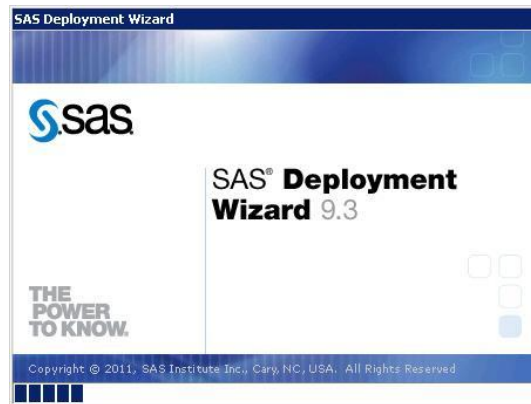 SAS Deployment Wizard
sas
SAS® Deployment
Wizard 9.3
THE
POWER
TO KNOW.
Copyright © 2011, SAS Institute Inc., Cary, NC, USA. All Rights Reserved